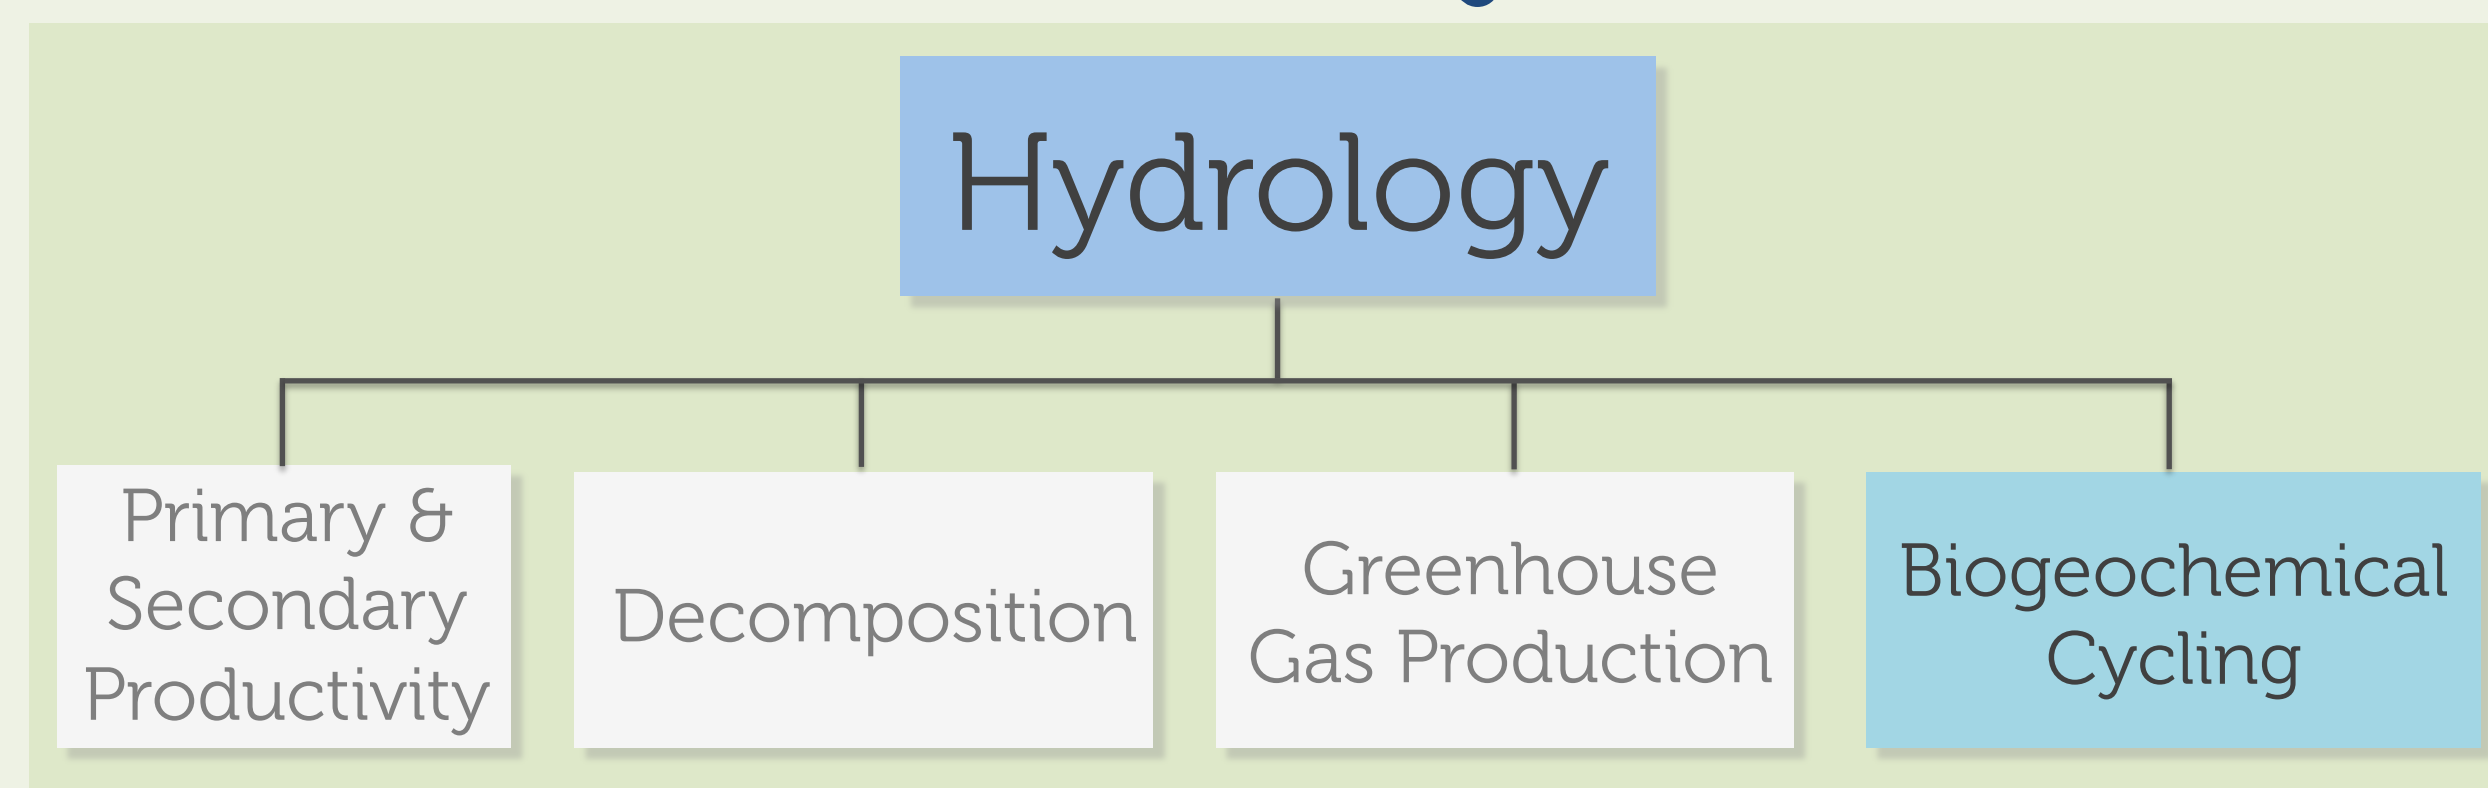 Hydrology
Primary &
Secondary
Productivity
Decomposition
Greenhouse
Gas Production
Biogeochemical
Cycling